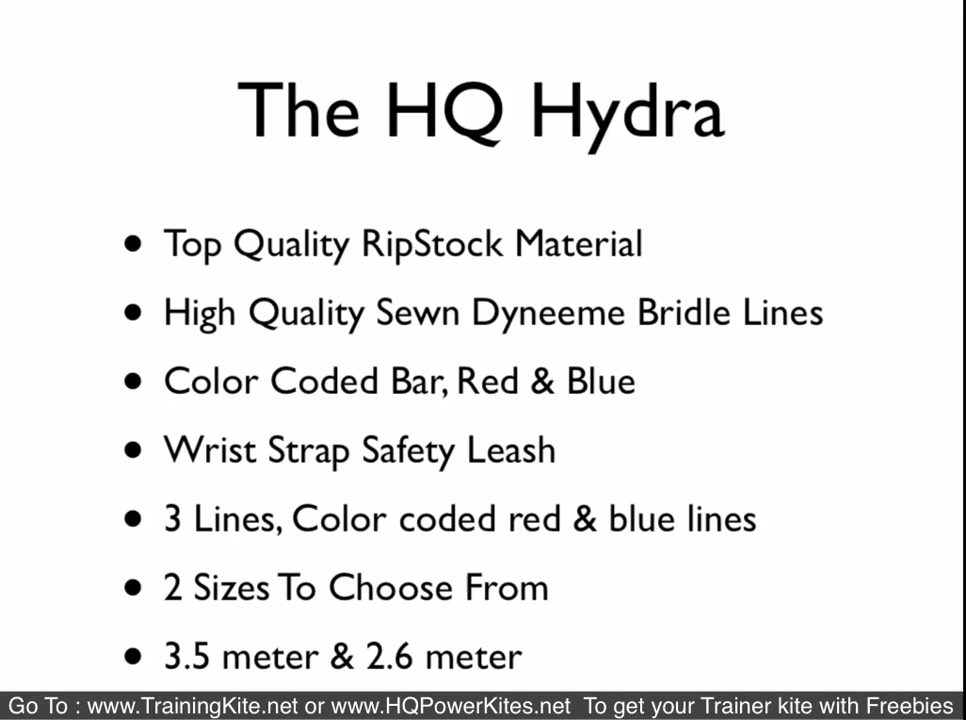 The HQ Hydra
• Top Quality RipStock Material
• High Quality Sewn Dyneeme Bridle Lines
• Color Coded Bar, Red & Blue
• Wrist Strap Safety Leash
• 3 Lines, Color coded red & blue lines
• 2 Sizes To Choose From
• 3.5 meter & 2.6 meter
Go To : www.TrainingKite.net or www.HQPowerKites.net To get your Trainer kite with Freebies